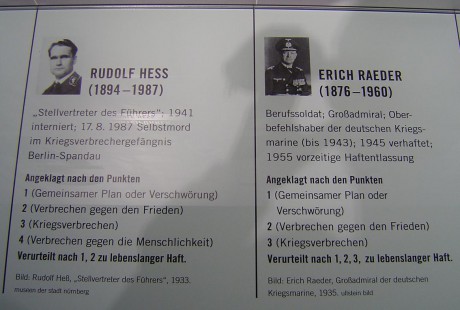 RUDOLF HESS
(1894–1987)
„Stellvertreter des Führers“; 1941
interniert; 17. 8. 1987 Selbstmord
im Kriegsverbrechergefängnis
Berlin-Spandau
Angeklagt nach den Punkten
1 (Gemeinsamer Plan oder Verschwörung)
2 (Verbrechen gegen den Frieden)
3 (Kriegsverbrechen)
4 (Verbrechen gegen die Menschlichkeit)
Verurteilt nach 1, 2 zu lebenslanger Haft.
Bild: Rudolf Heß, „Stellvertreter des Führers“, 1933.
museen der stadt nürnberg
ERICH RAEDER
(1876–1960)
Berufssoldat; Großadmiral; Ober-
befehlshaber der deutschen Kriegs-
marine (bis 1943); 1945 verhaftet;
1955 vorzeitige Haftentlassung
Angeklagt nach den Punkten
1 (Gemeinsamer Plan oder
Verschwörung)
2 (Verbrechen gegen den Frieden)
3 (Kriegsverbrechen)
Verurteilt nach 1, 2, 3, zu lebenslanger Haft.
Bild: Erich Raeder, Großadmiral der deutschen
Kriegsmarine, 1935. ullstein bild